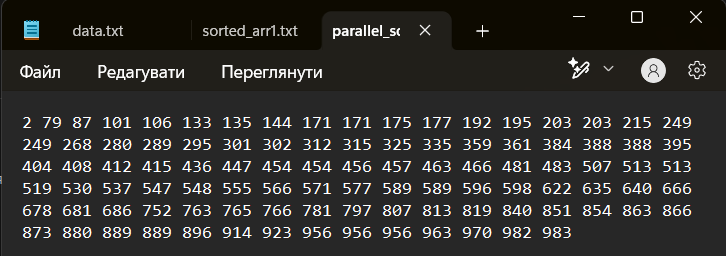 data.txt sorted_arr1.txt parallel_sc
Файл Редагувати Переглянути
2 79 87 101 106 133 135 144 171 171 175 177 192 195 203 203 215 249
249 268 280 289 295 301 302 312 315 325 335 359 361 384 388 388 395
404 408 412 415 436 447 454 454 456 457 463 466 481 483 507 513 513
519 530 537 547 548 555 566 571 577 589 589 596 598 622 635 640 666
678 681 686 752 763 765 766 781 797 807 813 819 840 851 854 863 866
873 880 889 889 896 914 923 956 956 956 963 970 982 983